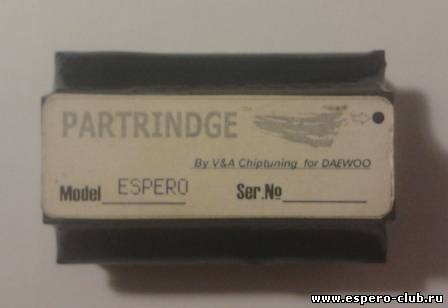 PARTRINDGE
By V&A Chiptuning for DAEWOO
Model ESPERO Ser.No
www.espero-club.ru